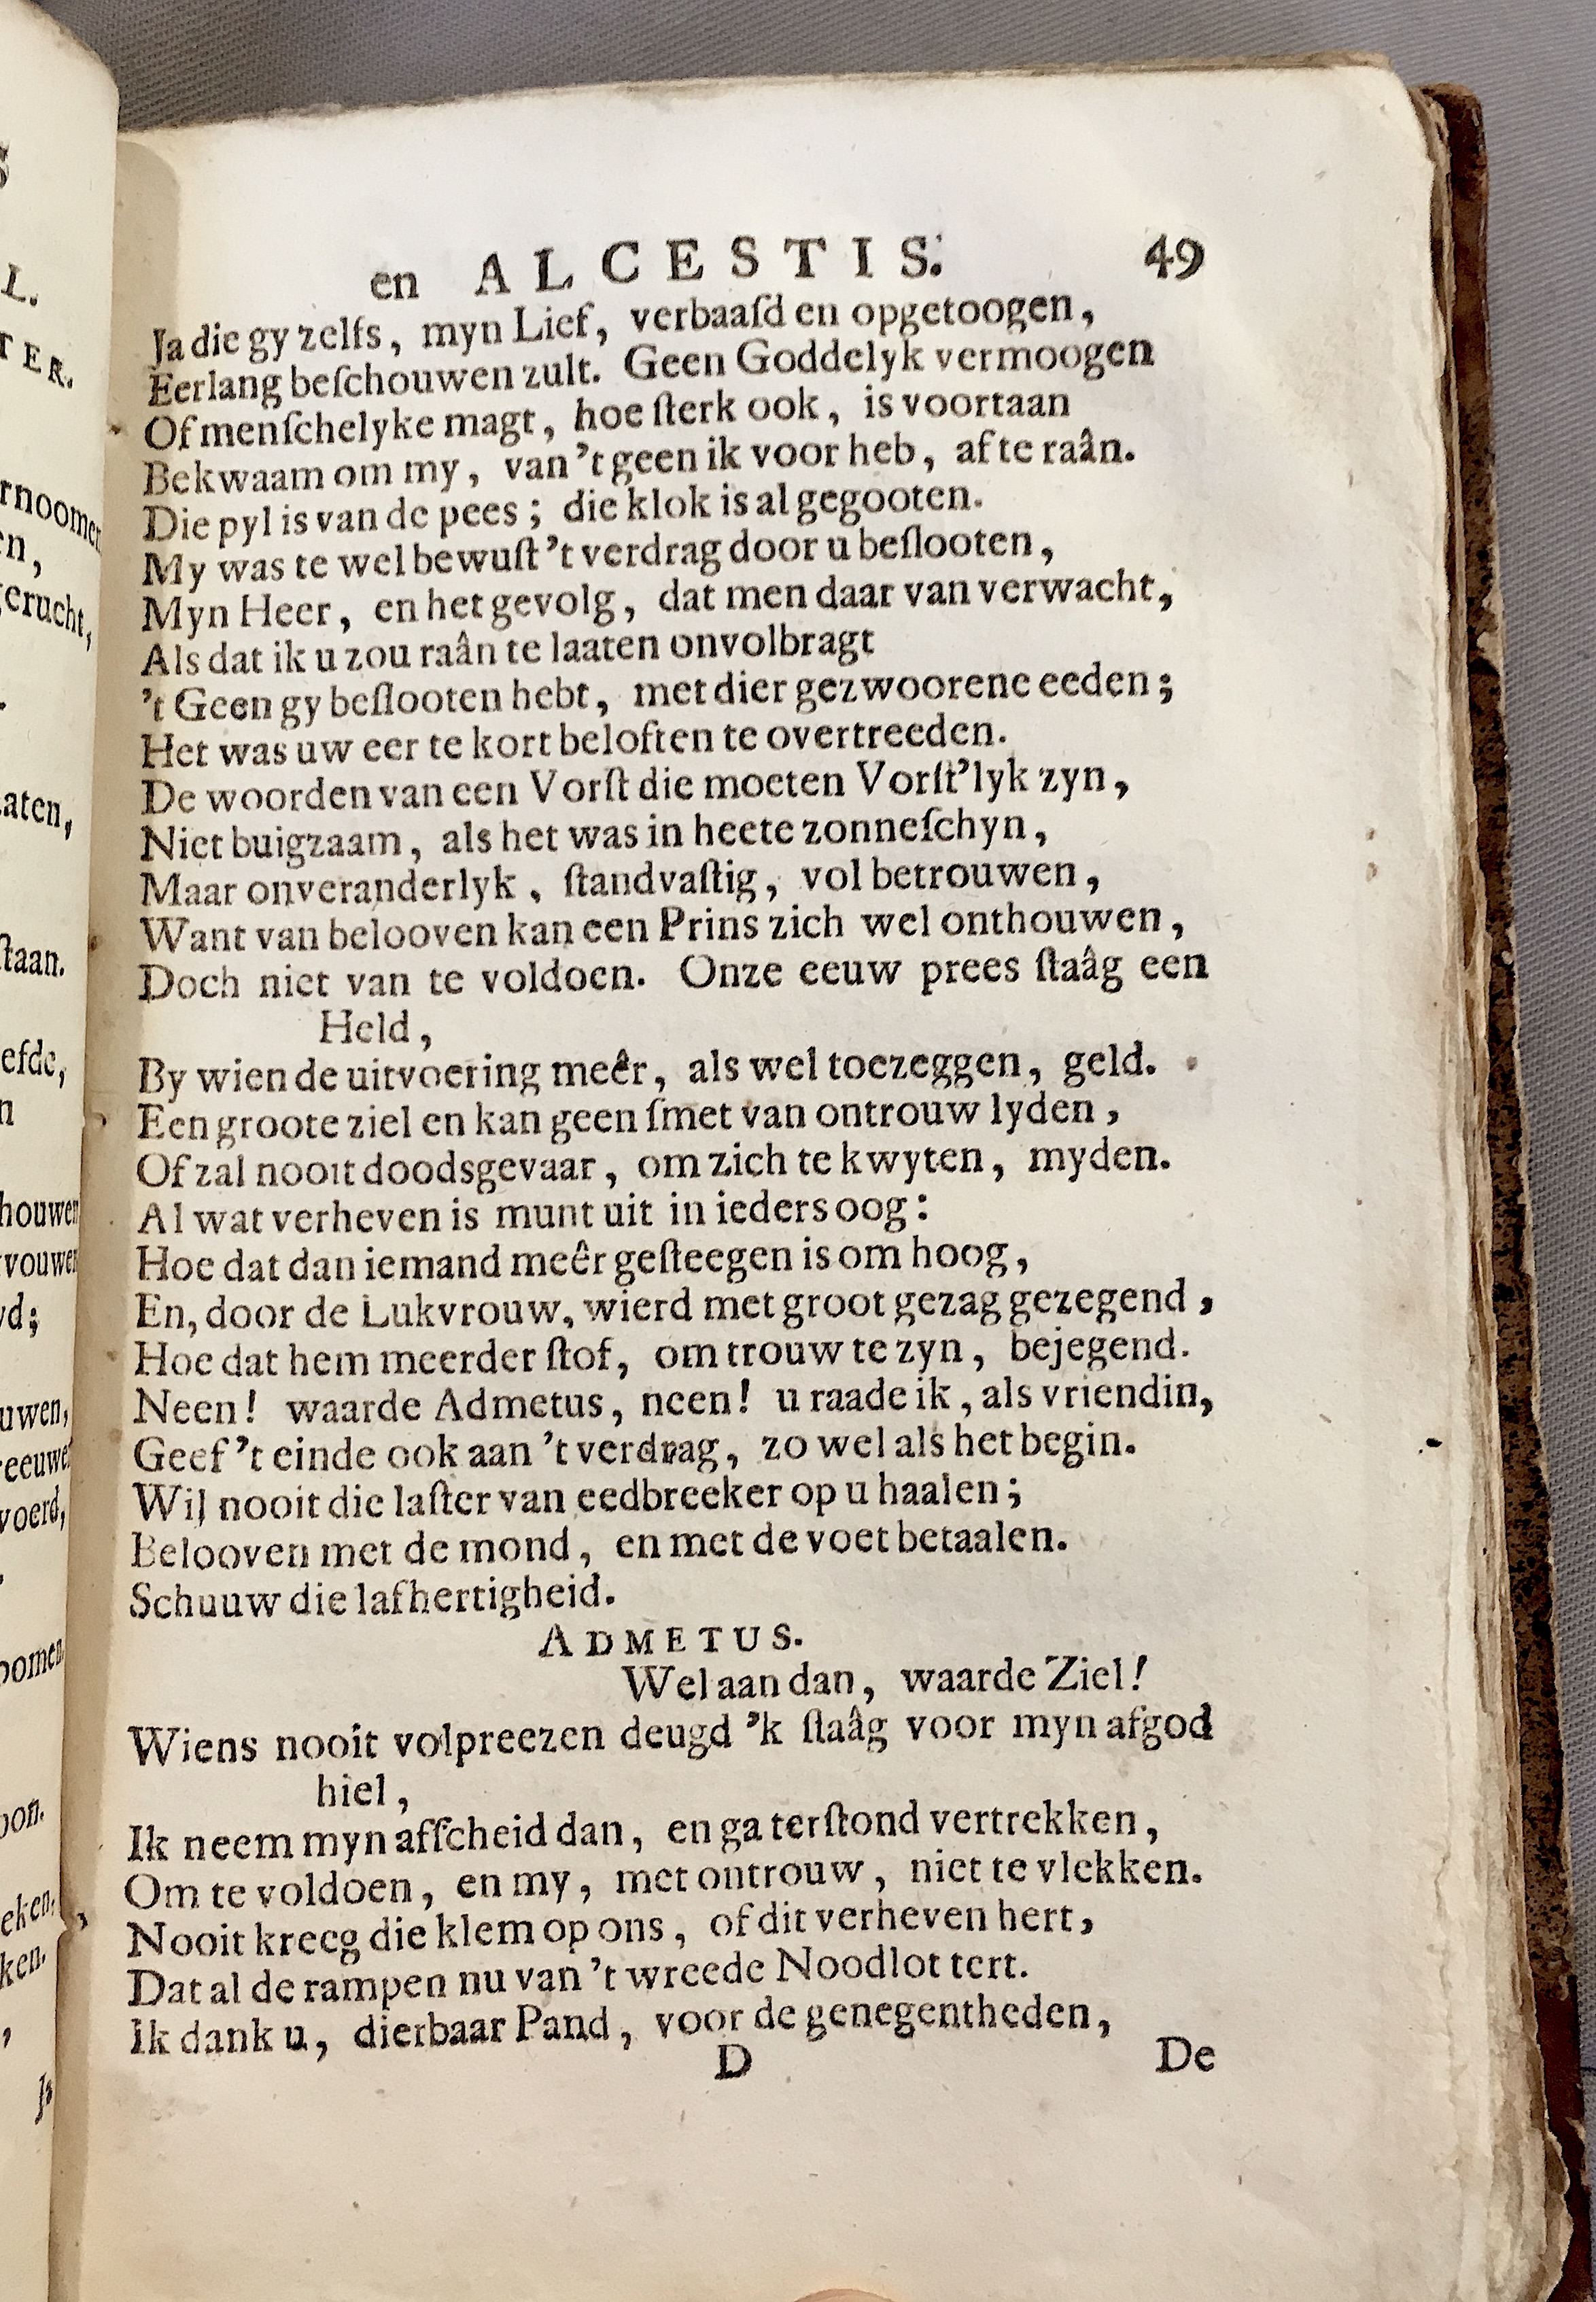 en ALCESTIS. 49
Ja die gy zelfs, myn Lief, verbaaſd en opgetoogen,
Eerlang beſchouwen zult. Geen Goddelyk vermoogen
Of menſchelyke magt, hoe ſterk ook, is voortaan
Bekwaam om my, van 't geen ik voor heb, af te raân.
Die pyl is van de pees; die klok is al gegooten.
My was te wel bewuſt 't verdrag door u beſlooten,
Myn Heer, en het gevolg, dat men daar van verwacht,
Als dat ik u zou raân te laaten onvolbragt
't Geen gy beſlooten hebt, met dier gezwoorene eeden;
Het was uw eer te kort beloften te overtreeden.
De woorden van een Vorſt die moeten Vorſt'lyk zyn,
Niet buigzaam, als het was in heete zonneſchyn,
Maar onveranderlyk, ſtandvaſtig, vol betrouwen,
Want van belooven kan een Prins zich wel onthouwen,
Doch niet van te voldoen. Onze eeuw prees ſtaâg een
Held,
By wien de uitvoering meêr, als wel toezeggen, geld.
Een groote ziel en kan geen ſmet van ontrouw lyden,
Of zal nooit doodsgevaar, om zich te kwyten, myden.
Al wat verheven is munt uit in ieders oog:
Hoe dat dan iemand meêr geſteegen is om hoog,
En, door de Lukvrouw, wierd met groot gezag gezegend,
Hoe dat hem meerder ſtof, om trouw te zyn, bejegend.
Neen! waarde Admetus, neen! u raade ik, als vriendin,
Geef 't einde ook aan 't verdrag, zo wel als het begin.
Wil nooit die laſter van eedbreeker op u haalen;
Belooven met de mond, en met de voet betaalen.
Schuuw die lafhertigheid.
ADMETUS.
Wel aan dan, waarde Ziel!
Wiens nooit volpreezen deugd 'k ſtaâg voor myn afgod
hiel,
Ik neem myn affcheid dan, en ga terſtond vertrekken,
Om te voldoen, en my, met ontrouw, niet te vlekken.
Nooit kreeg die klem op ons, of dit verheven hert,
Dat al de rampen nu van 't wreede Noodlot tert.
Ik dank u, dierbaar Pand, voor de genegentheden,
D De